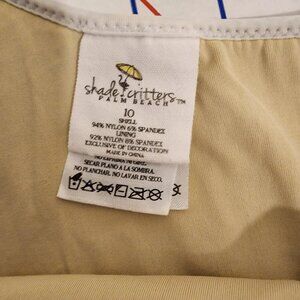 shade critters™
PALM BEACH
10
SHELL
94% NYLON 6% SPANDEX
LINING
92% NYLON 8% SPANDEX
EXCLUSIVE OF DECORATION
MADE IN CHINA
SECAR PLANO A LA SOMBRA.
NO PLANCHAR, NO LAVAR EN SECO.